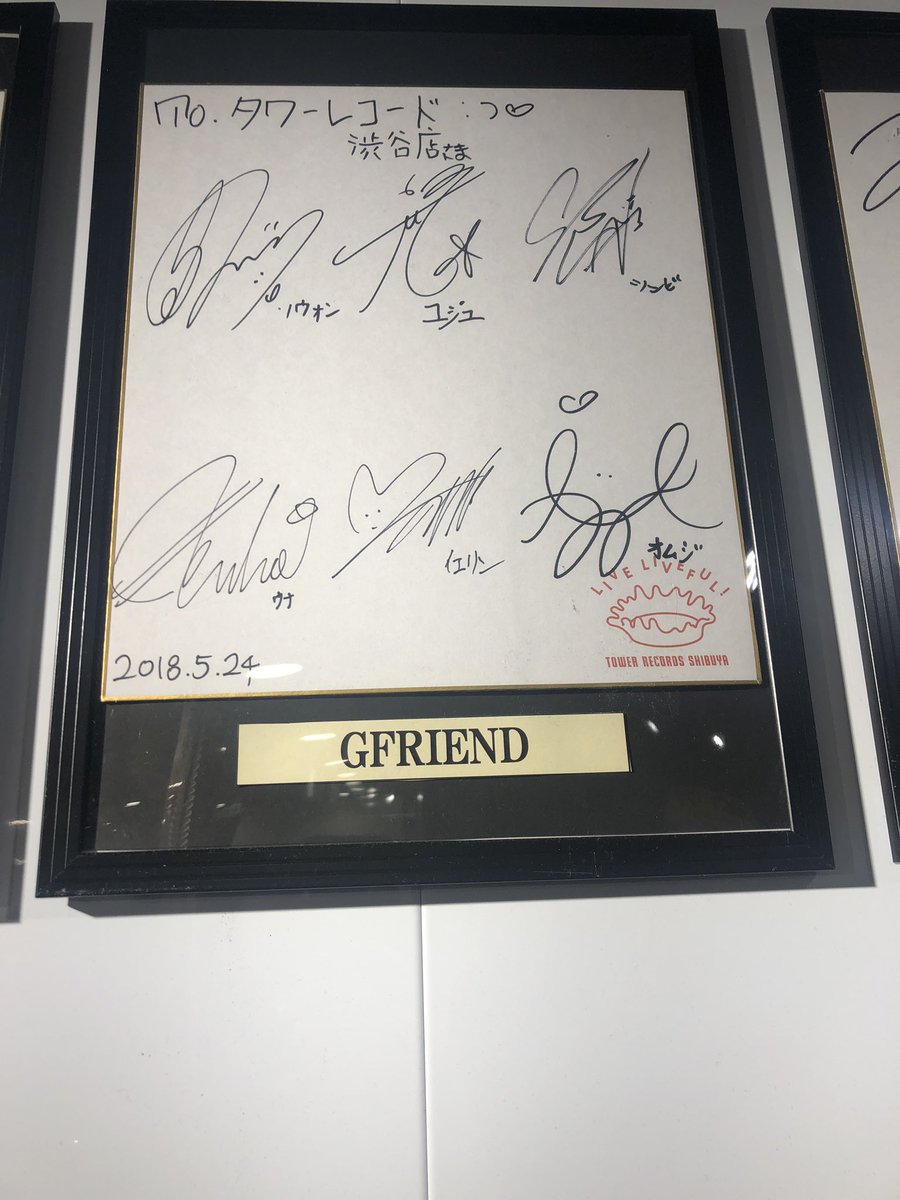 To. タワーレコード :つ♡
渋谷店さま
ソウォン
ユジュ
シンビ
ウナ
イェリン
オムジ
LIVE LIVEFUL!
TOWER RECORDS SHIBUYA
2018.5.24
GFRIEND